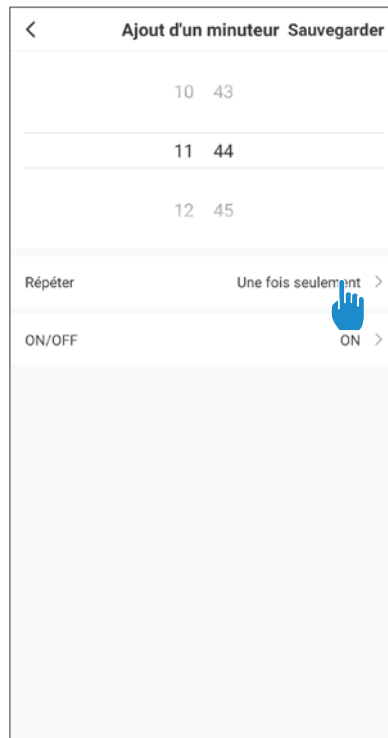 Ajout d'un minuteur Sauvegarder
10 43
11 44
12 45
Répéter Une fois seulement
ON/OFF ON